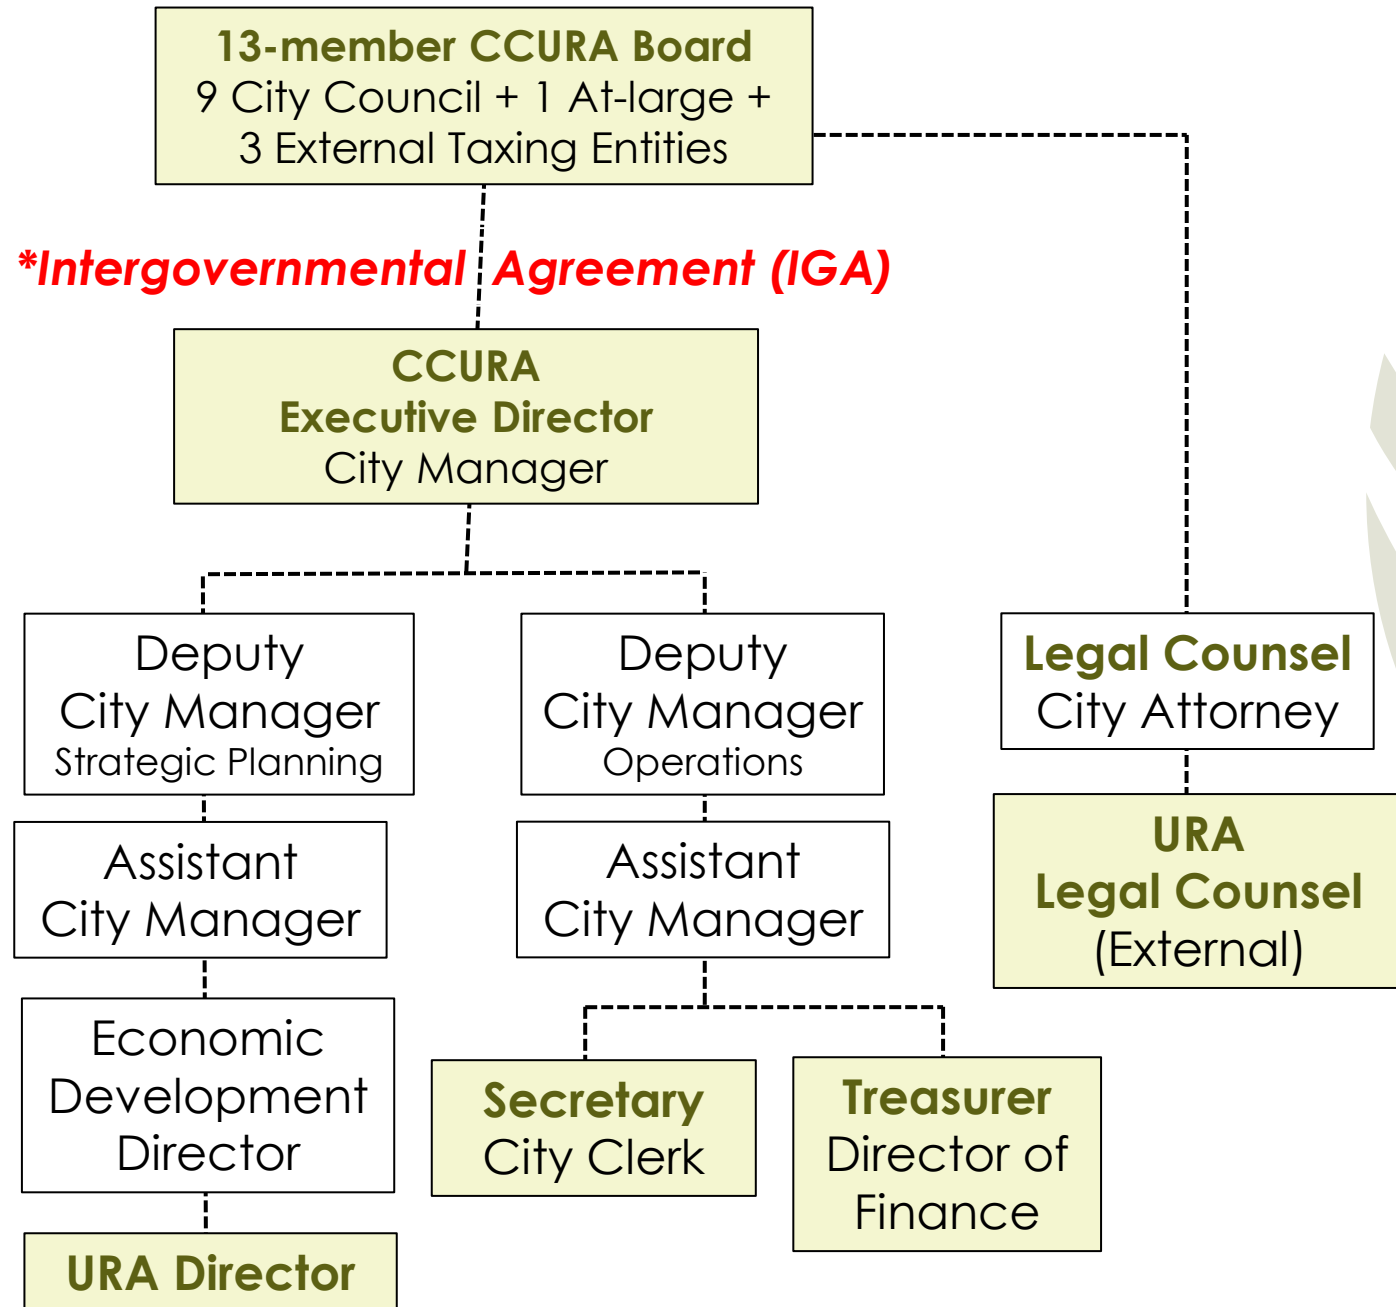 13-member CCURA Board
9 City Council + 1 At-large +
3 External Taxing Entities
*Intergovernmental Agreement (IGA)
CCURA
Executive Director
City Manager
Deputy
City Manager
Strategic Planning
Deputy
City Manager
Operations
Legal Counsel
City Attorney
Assistant
City Manager
Assistant
City Manager
URA
Legal Counsel
(External)
Economic
Development
Director
Secretary
City Clerk
Treasurer
Director of
Finance
URA Director